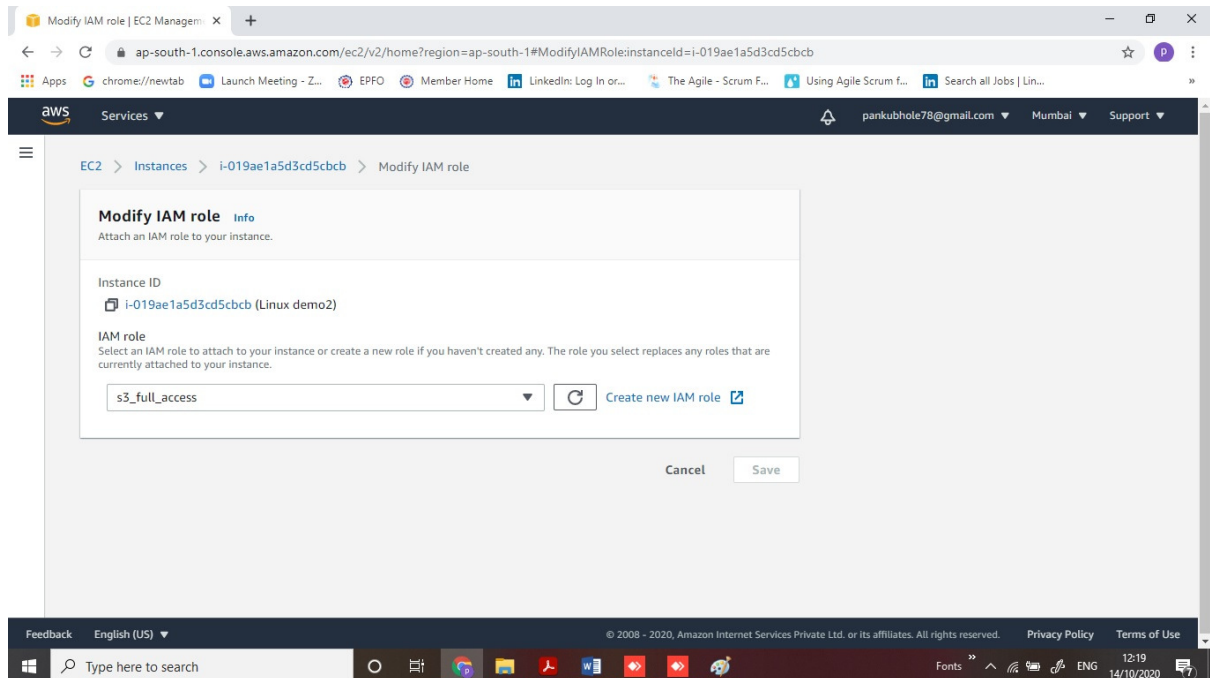 Modify IAM role | EC2 Managem
ap-south-1.console.aws.amazon.com/ec2/v2/home?region=ap-south-1#ModifyIAMRole:instanceId=i-019ae1a5d3cd5cbcb
P
Apps chrome://newtab Launch Meeting - Z... EPFO Member Home LinkedIn: Log In or... The Agile - Scrum F... Using Agile Scrum f... Search all Jobs | Lin... »
aws Services pankubhole78@gmail.com Mumbai Support
EC2 > Instances > i-019ae1a5d3cd5cbcb > Modify IAM role
Modify IAM role Info
Attach an IAM role to your instance.
Instance ID
i-019ae1a5d3cd5cbcb (Linux demo2)
IAM role
Select an IAM role to attach to your instance or create a new role if you haven't created any. The role you select replaces any roles that are
currently attached to your instance.
s3_full_access Create new IAM role
Cancel Save
Feedback English (US) © 2008 - 2020, Amazon Internet Services Private Ltd. or its affiliates. All rights reserved. Privacy Policy Terms of Use
Type here to search Fonts » ENG 12:19
14/10/2020 7